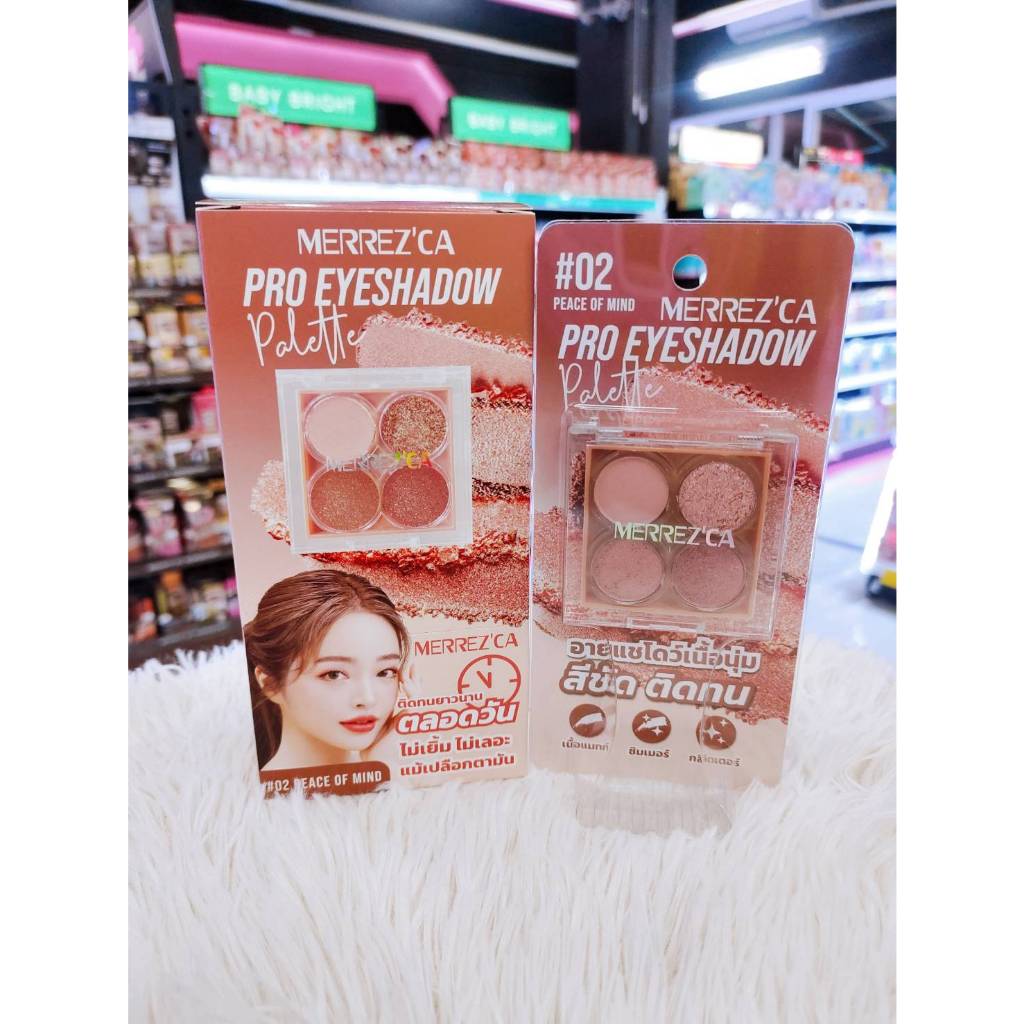 BABY BRIGHT
BABY BRIGHT
MERREZ'CA
PRO EYESHADOW
Palette
MERREZ'CA
MERREZ'CA
ติดทนยาวนาน
ตลอดวัน
ไม่เยิ้ม ไม่เลอะ
แม้เปลือกตามัน
#02 PEACE OF MIND
#02
PEACE OF MIND
MERREZ'CA
PRO EYESHADOW
Palette
MERREZ'CA
อายแชโดว์เนื้อนุ่ม
สีชัด ติดทน
เนื้อแมทท์
ชิมเมอร์
กลิตเตอร์